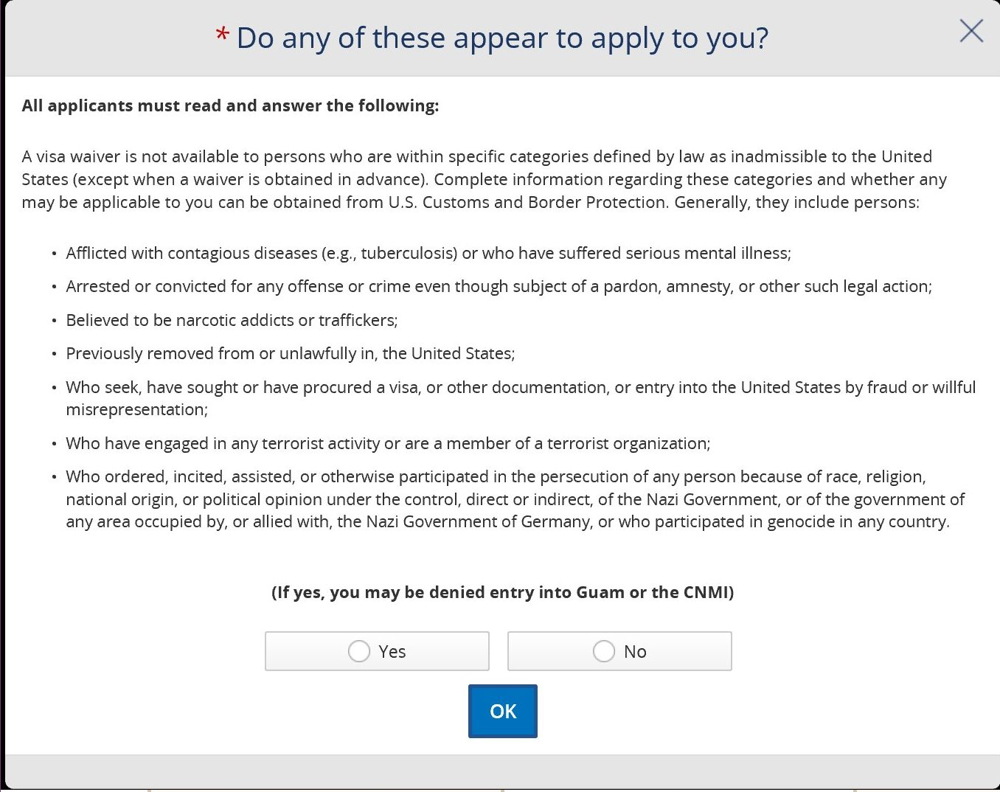 * Do any of these appear to apply to you?
All applicants must read and answer the following:
A visa waiver is not available to persons who are within specific categories defined by law as inadmissible to the United
States (except when a waiver is obtained in advance). Complete information regarding these categories and whether any
may be applicable to you can be obtained from U.S. Customs and Border Protection. Generally, they include persons:
• Afflicted with contagious diseases (e.g., tuberculosis) or who have suffered serious mental illness;
• Arrested or convicted for any offense or crime even though subject of a pardon, amnesty, or other such legal action;
• Believed to be narcotic addicts or traffickers;
• Previously removed from or unlawfully in, the United States;
• Who seek, have sought or have procured a visa, or other documentation, or entry into the United States by fraud or willful
misrepresentation;
• Who have engaged in any terrorist activity or are a member of a terrorist organization;
• Who ordered, incited, assisted, or otherwise participated in the persecution of any person because of race, religion,
national origin, or political opinion under the control, direct or indirect, of the Nazi Government, or of the government of
any area occupied by, or allied with, the Nazi Government of Germany, or who participated in genocide in any country.
(If yes, you may be denied entry into Guam or the CNMI)
Yes No
OK